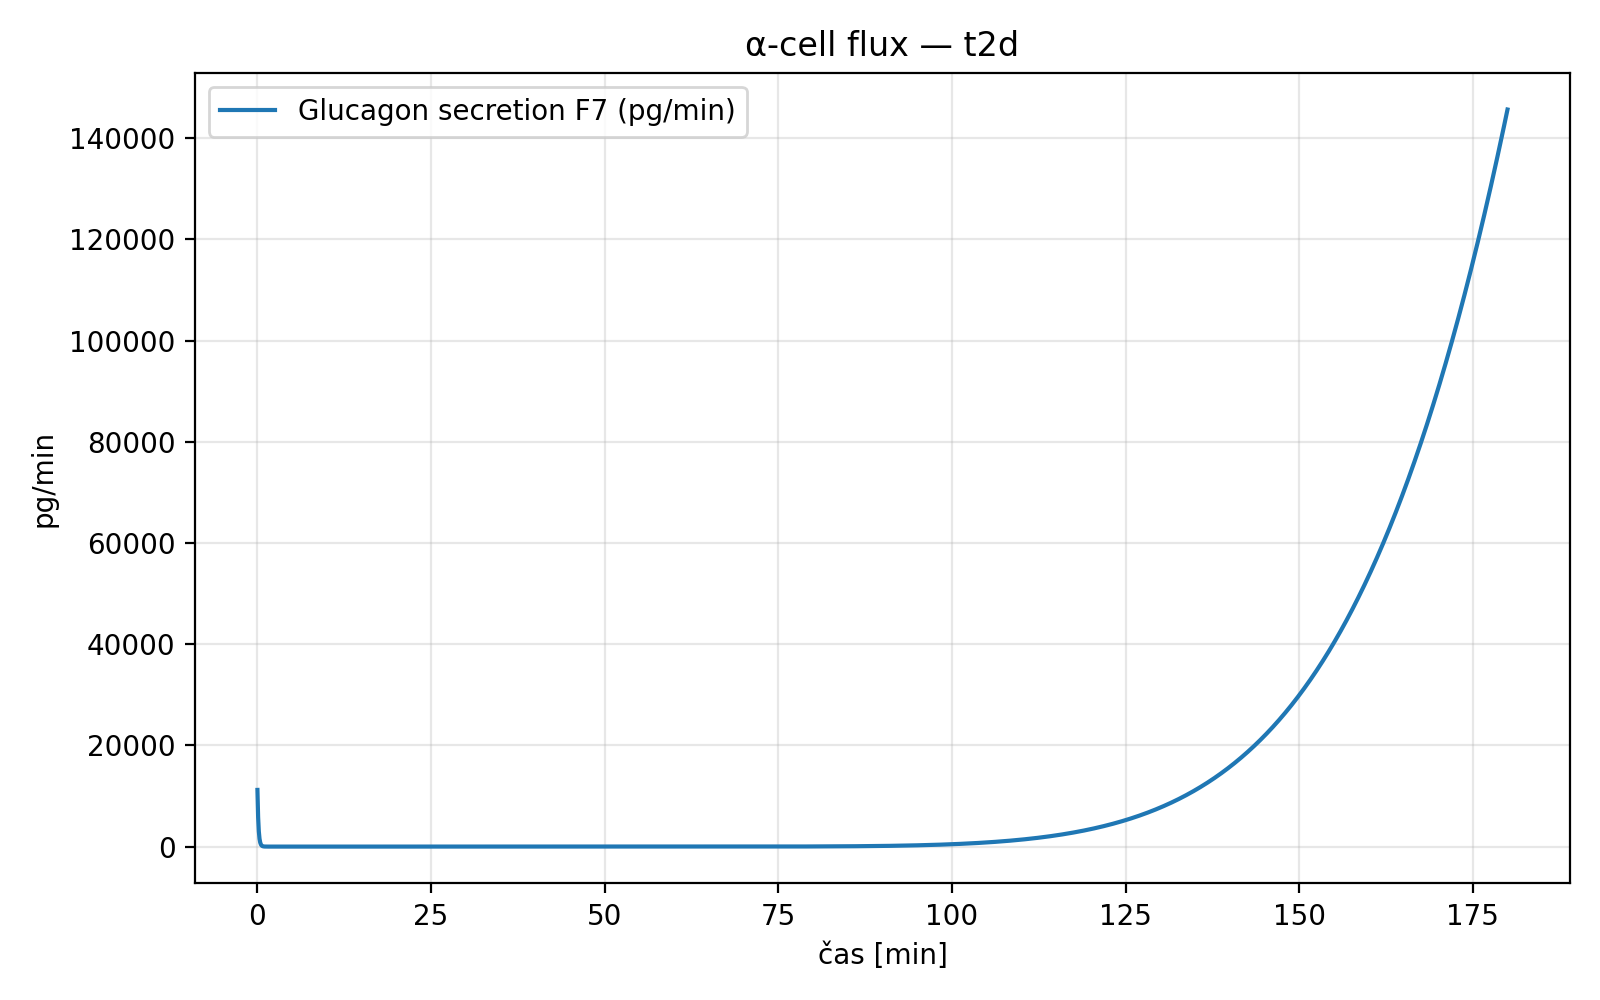 α-cell flux — t2d
Glucagon secretion F7 (pg/min)
140000
120000
100000
80000
60000
40000
20000
0
pg/min
0 25 50 75 100 125 150 175
čas [min]